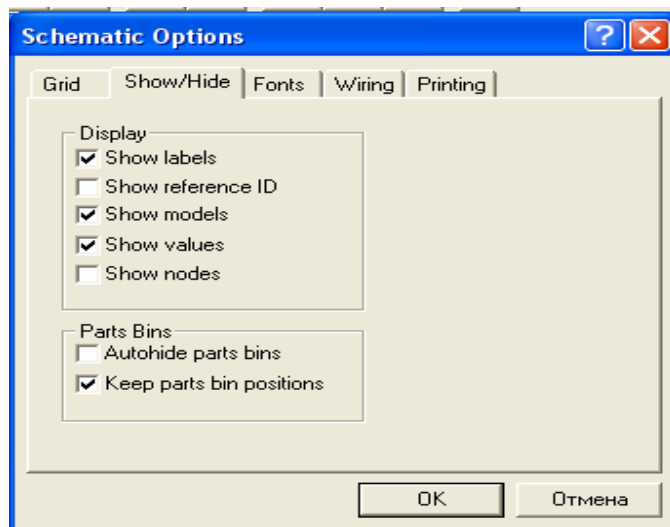 Schematic Options
Grid Show/Hide Fonts Wiring Printing
Display
Show labels
Show reference ID
Show models
Show values
Show nodes
Parts Bins
Autohide parts bins
Keep parts bin positions
OK Отмена